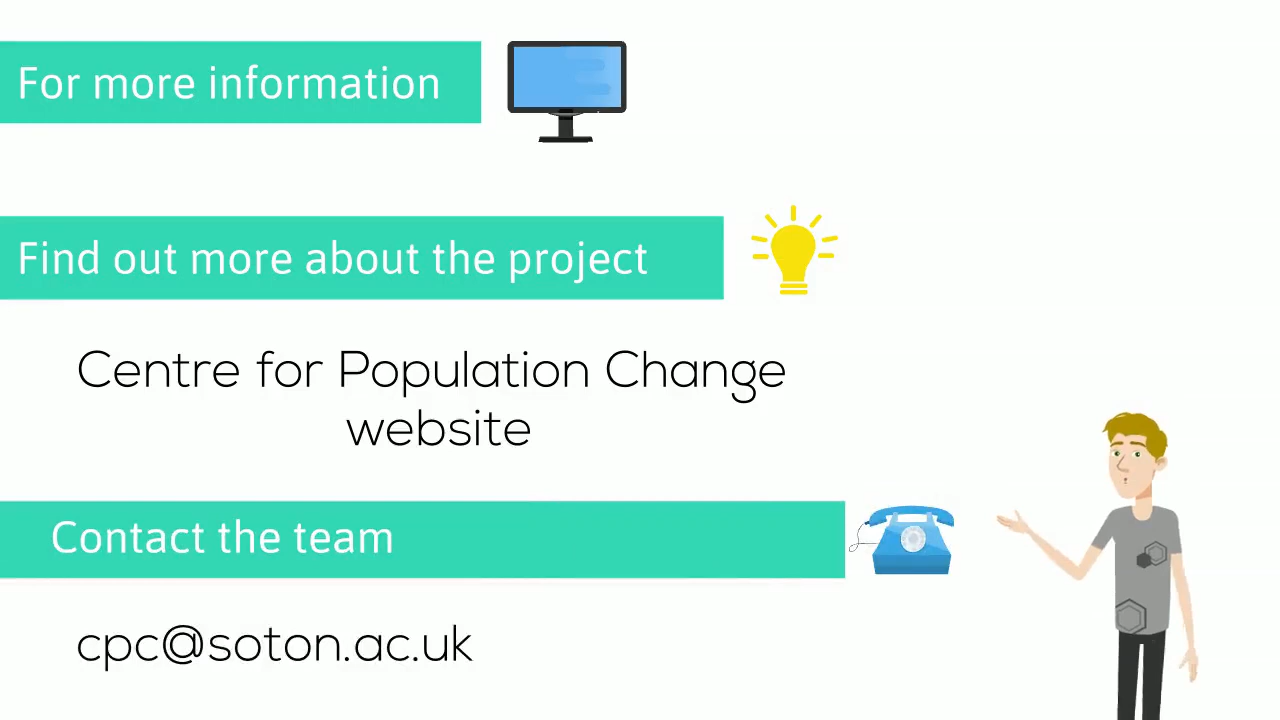 For more information
Find out more about the project
Centre for Population Change
website
Contact the team
cpc@soton.ac.uk